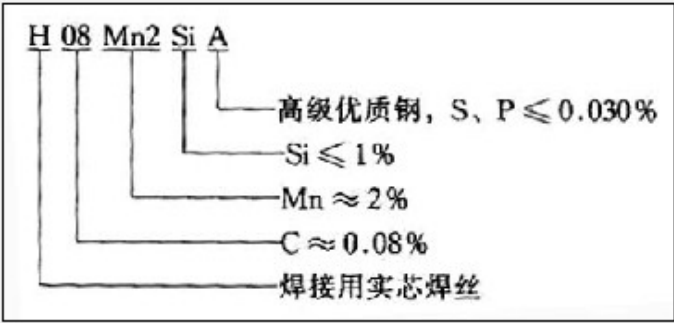 H 08 Mn2 Si A
高级优质钢，S、P≤0.030%
Si≤1%
Mn≈2%
C≈0.08%
焊接用实芯焊丝